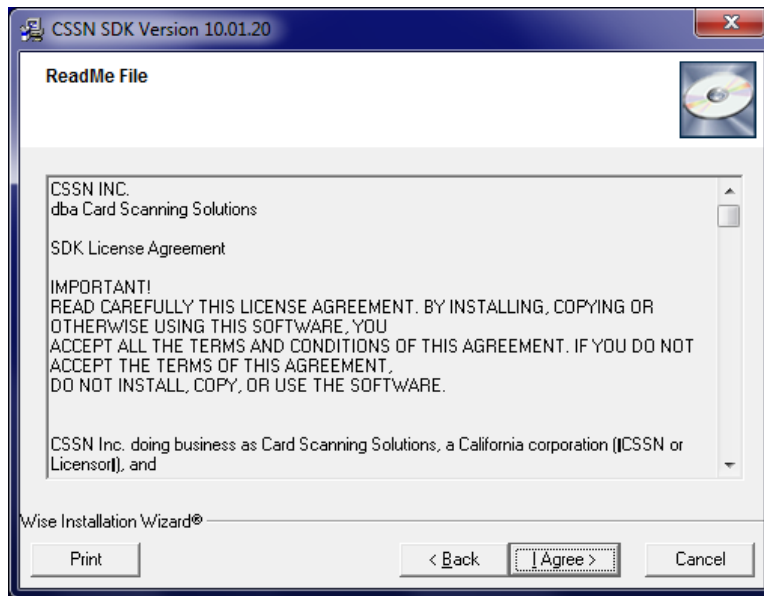 CSSN SDK Version 10.01.20
ReadMe File
CSSN INC.
dba Card Scanning Solutions
SDK License Agreement
IMPORTANT!
READ CAREFULLY THIS LICENSE AGREEMENT. BY INSTALLING, COPYING OR
OTHERWISE USING THIS SOFTWARE, YOU
ACCEPT ALL THE TERMS AND CONDITIONS OF THIS AGREEMENT. IF YOU DO NOT
ACCEPT THE TERMS OF THIS AGREEMENT,
DO NOT INSTALL, COPY, OR USE THE SOFTWARE.
CSSN Inc. doing business as Card Scanning Solutions, a California corporation (❙CSSN or
Licensor❙), and
Wise Installation Wizard®
Print
< Back
I Agree >
Cancel